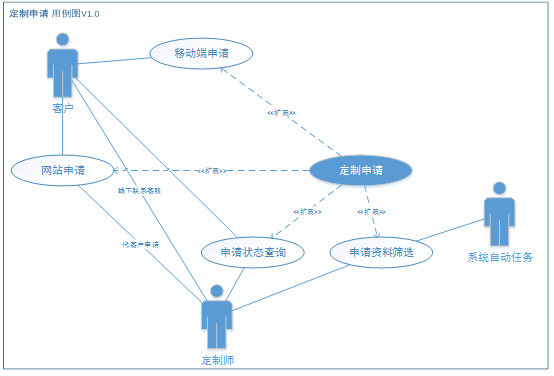 定制申请 用例图V1.0
移动端申请
客户
<<扩展>>
网站申请
<<扩展>>
定制申请
线下联系客服
<<扩展>>
<<扩展>>
代客户申请
申请状态查询
申请资料筛选
系统自动任务
定制师